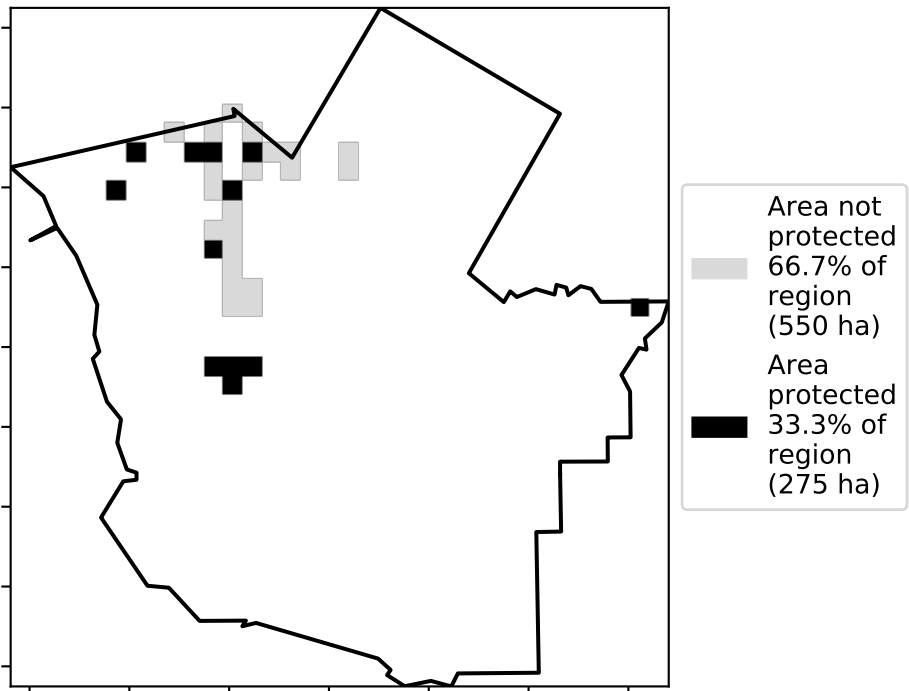 Area not
protected
66.7% of
region
(550 ha)
Area
protected
33.3% of
region
(275 ha)